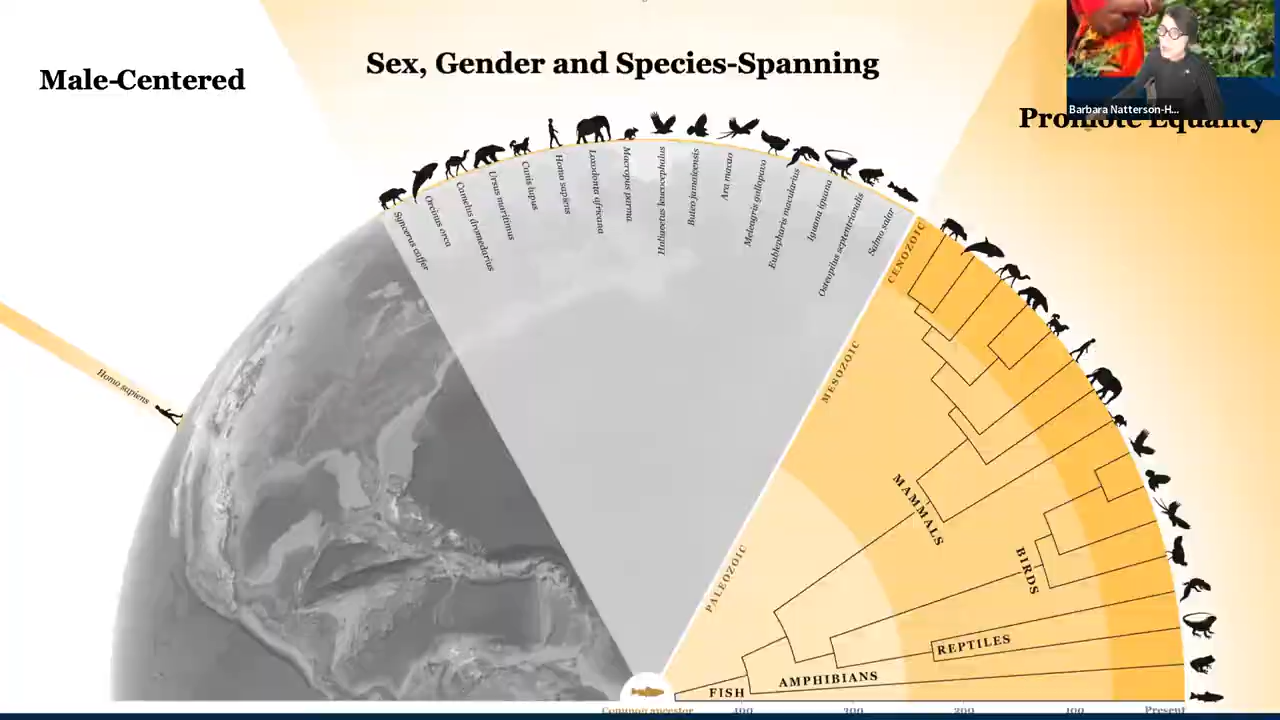 Male-Centered
Sex, Gender and Species-Spanning
Promote Equality
Barbara Natterson-H...
Homo sapiens
Syncerus caffer
Orcinus orca
Camelus dromedarius
Ursus maritimus
Canis lupus
Homo sapiens
Loxodonta africana
Macropus parma
Haliaeetus leucocephalus
Buteo jamaicensis
Ara macao
Meleagris gallopavo
Eublepharis macularius
Iguana iguana
Osteopilus septentrionalis
Salmo salar
CENOZOIC
MESOZOIC
PALEOZOIC
MAMMALS
BIRDS
REPTILES
AMPHIBIANS
FISH
Common ancestor 400 300 200 100 Present